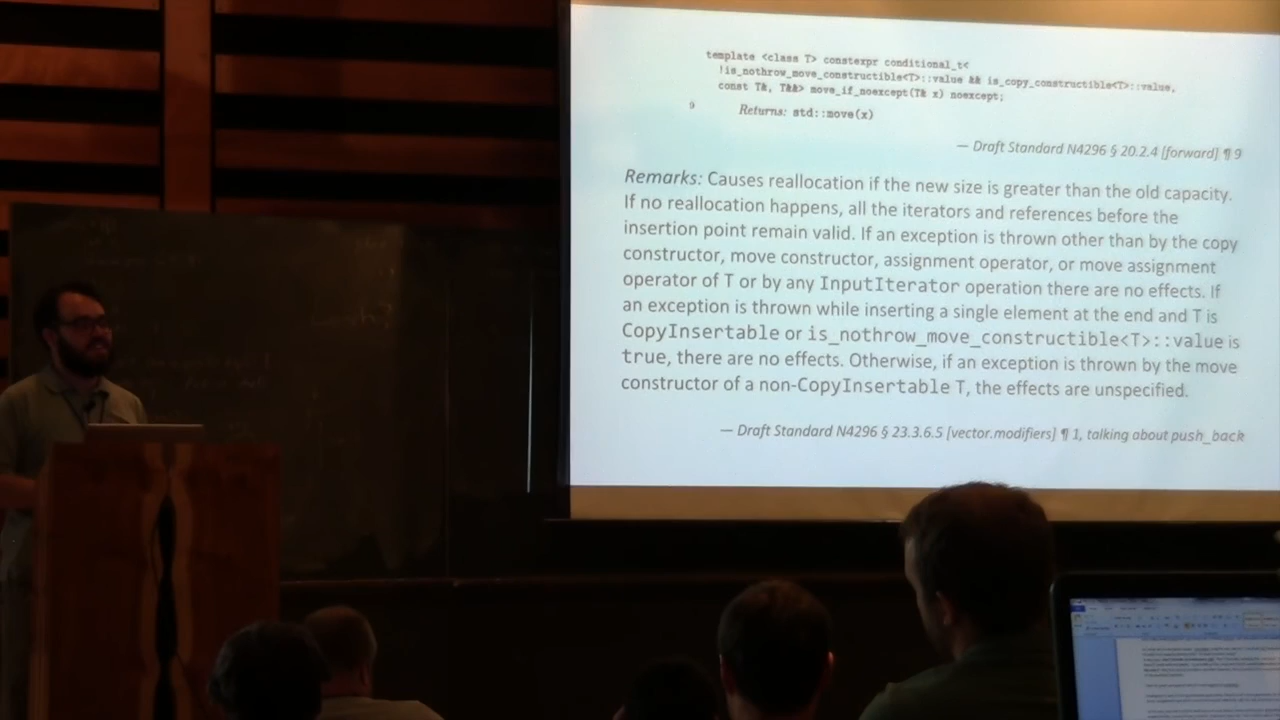 template <class T> constexpr conditional_t<
!is_nothrow_move_constructible<T>::value && is_copy_constructible<T>::value,
const T&, T&&> move_if_noexcept(T& x) noexcept;
9 Returns: std::move(x)
— Draft Standard N4296 § 20.2.4 [forward] ¶ 9
Remarks: Causes reallocation if the new size is greater than the old capacity.
If no reallocation happens, all the iterators and references before the
insertion point remain valid. If an exception is thrown other than by the copy
constructor, move constructor, assignment operator, or move assignment
operator of T or by any InputIterator operation there are no effects. If
an exception is thrown while inserting a single element at the end and T is
CopyInsertable or is_nothrow_move_constructible<T>::value is
true, there are no effects. Otherwise, if an exception is thrown by the move
constructor of a non-CopyInsertable T, the effects are unspecified.
— Draft Standard N4296 § 23.3.6.5 [vector.modifiers] ¶ 1, talking about push_back